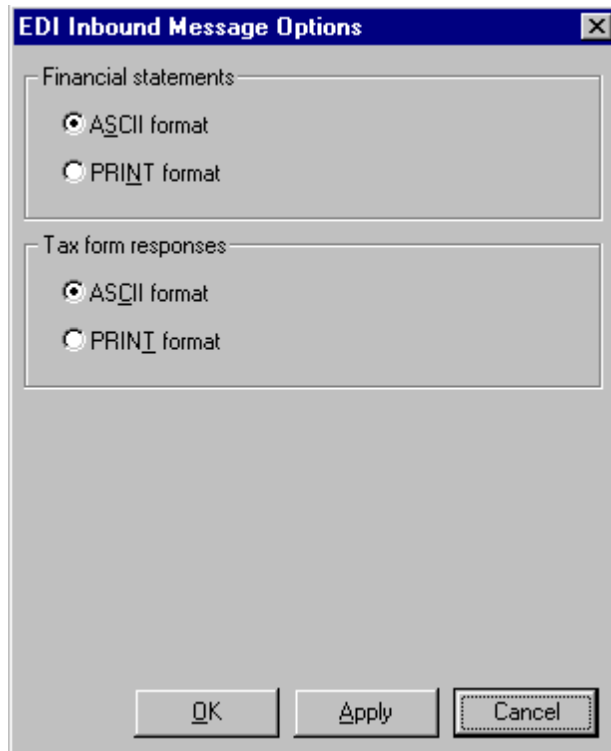 EDI Inbound Message Options
Financial statements
ASCII format
PRINT format
Tax form responses
ASCII format
PRINT format
OK Apply Cancel